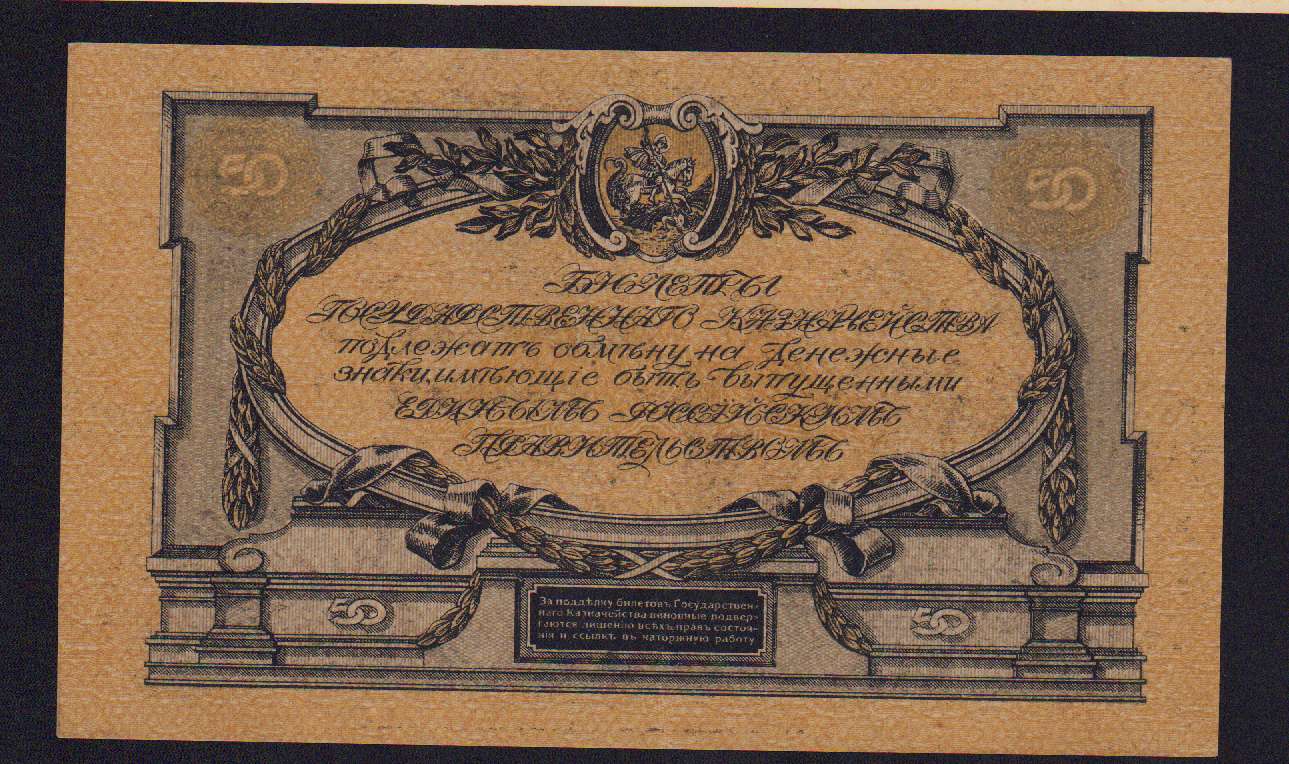 50 50
БИЛЕТЫ
ГОСУДАРСТВЕННАГО КАЗНАЧЕЙСТВА
подлежатъ обмѣну на денежные
знаки имѣющіе быть выпущенными
ЕДИНЫМЪ РОССІЙСКИМЪ
ПРАВИТЕЛЬСТВОМЪ
50 50
За поддѣлку билетовъ Государствен-
наго Казначейства виновные подвер-
гаются лишенію всѣхъ правъ состоя-
нія и ссылкѣ въ каторжную работу